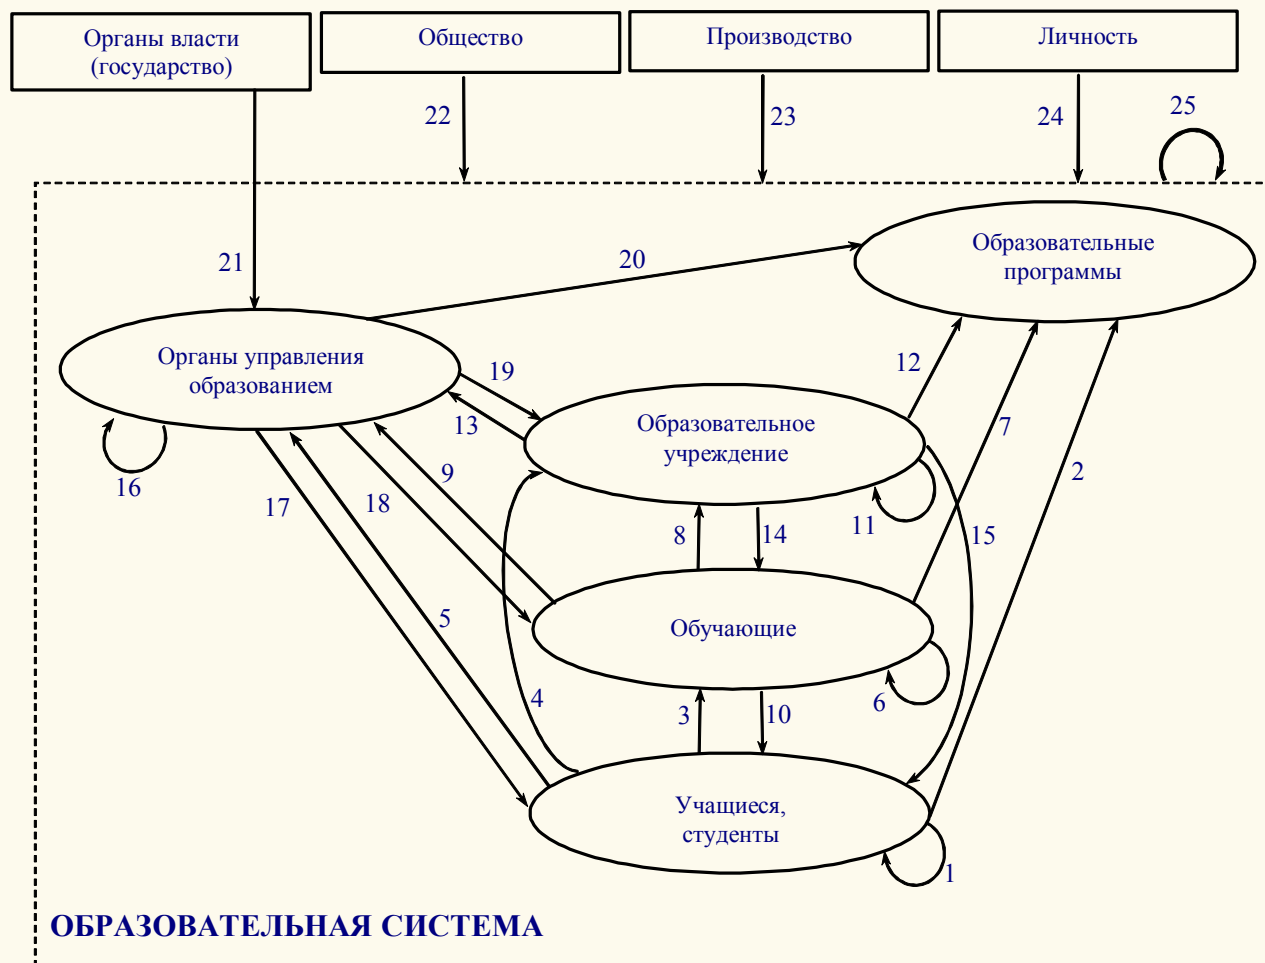 Органы власти
(государство)
Общество
Производство
Личность
22
23
24
25
21
20
Образовательные
программы
Органы управления
образованием
19
13
12
Образовательное
учреждение
7
2
16
17
18
9
8
14
11
15
5
Обучающие
4
3
10
6
Учащиеся,
студенты
1
ОБРАЗОВАТЕЛЬНАЯ СИСТЕМА